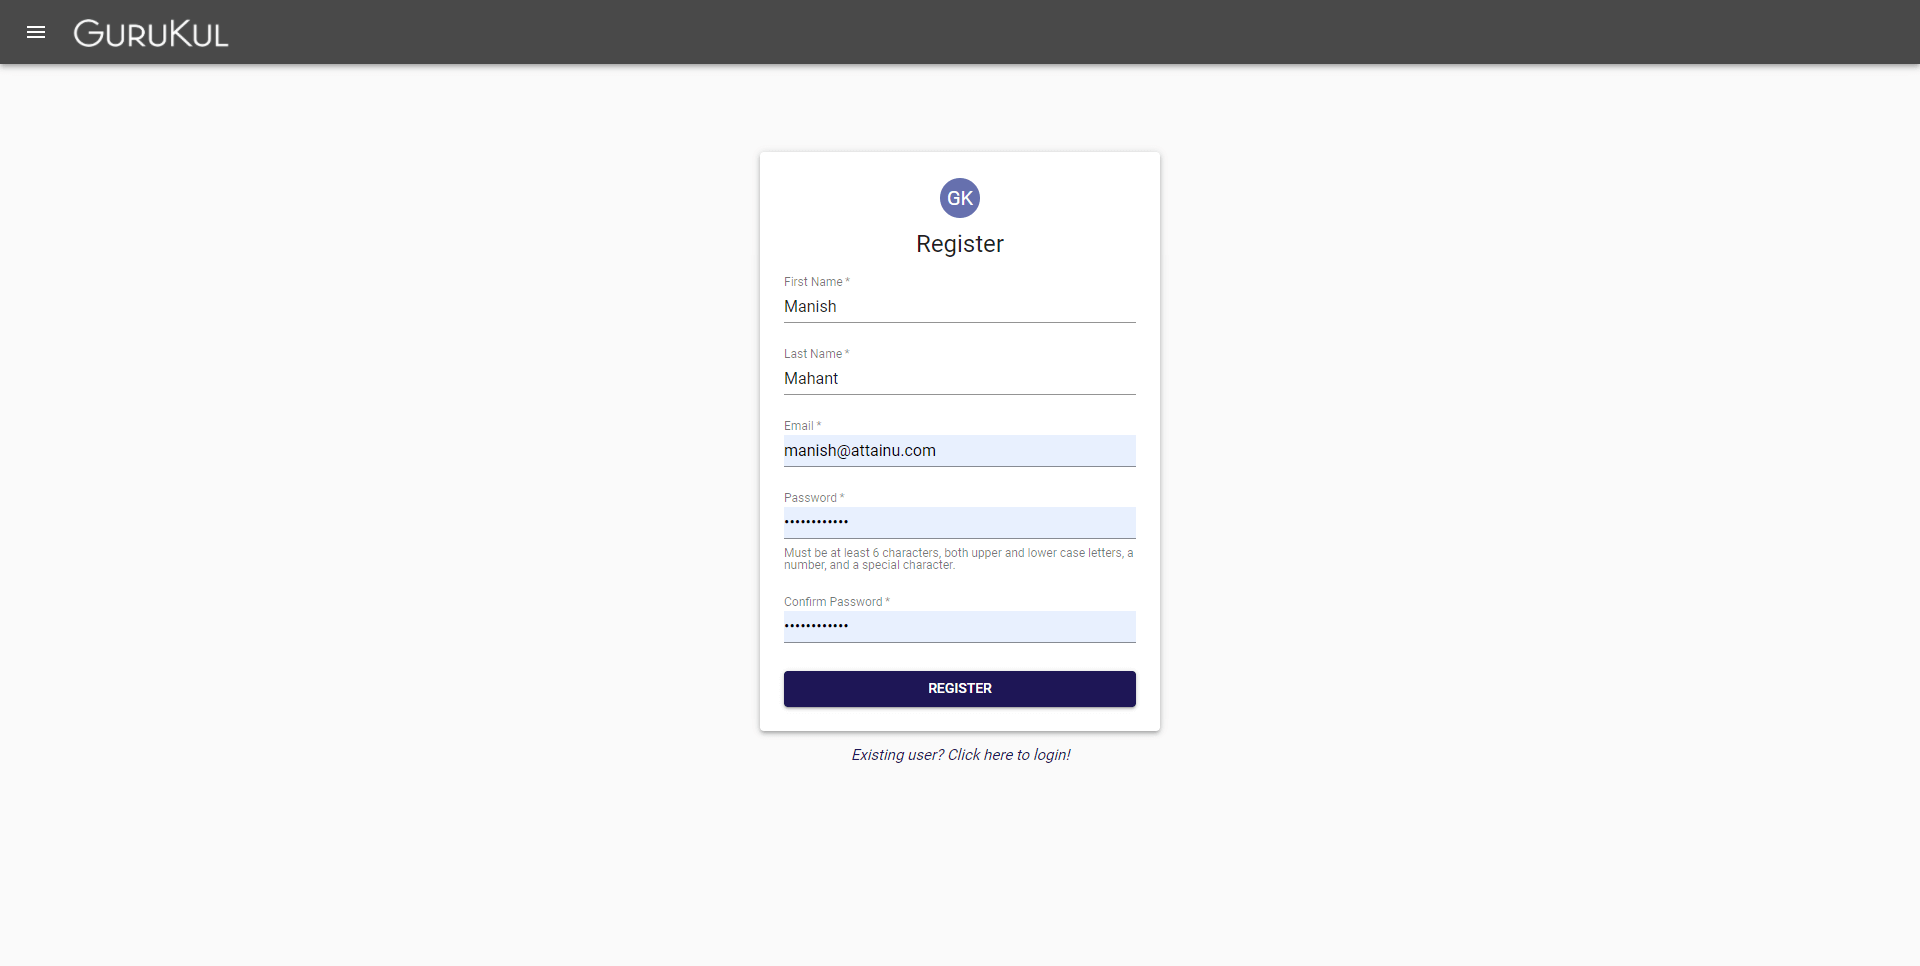 GURUKUL
GK
Register
First Name *
Manish
Last Name *
Mahant
Email *
manish@attainu.com
Password *
••••••••••••
Must be at least 6 characters, both upper and lower case letters, a
number, and a special character.
Confirm Password *
••••••••••••
REGISTER
Existing user? Click here to login!